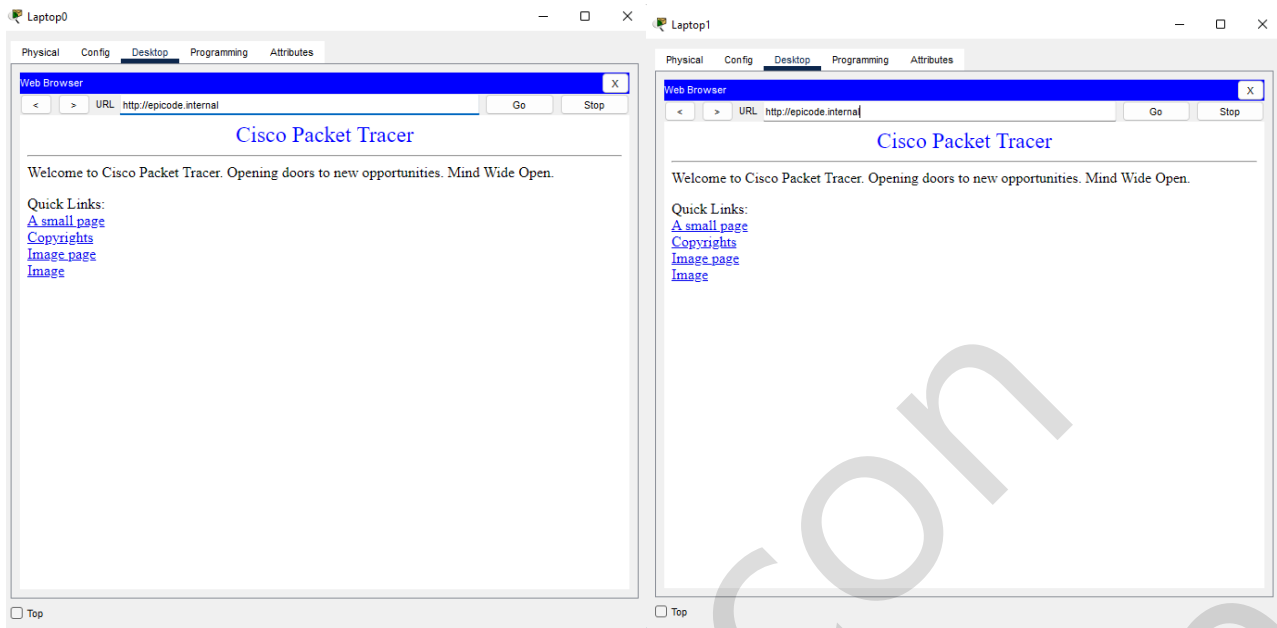 Laptop0
Physical Config Desktop Programming Attributes
Web Browser X
< > URL http://epicode.internal Go Stop
Cisco Packet Tracer
Welcome to Cisco Packet Tracer. Opening doors to new opportunities. Mind Wide Open.
Quick Links:
A small page
Copyrights
Image page
Image
Top
Laptop1
Physical Config Desktop Programming Attributes
Web Browser X
< > URL http://epicode.internal Go Stop
Cisco Packet Tracer
Welcome to Cisco Packet Tracer. Opening doors to new opportunities. Mind Wide Open.
Quick Links:
A small page
Copyrights
Image page
Image
Top